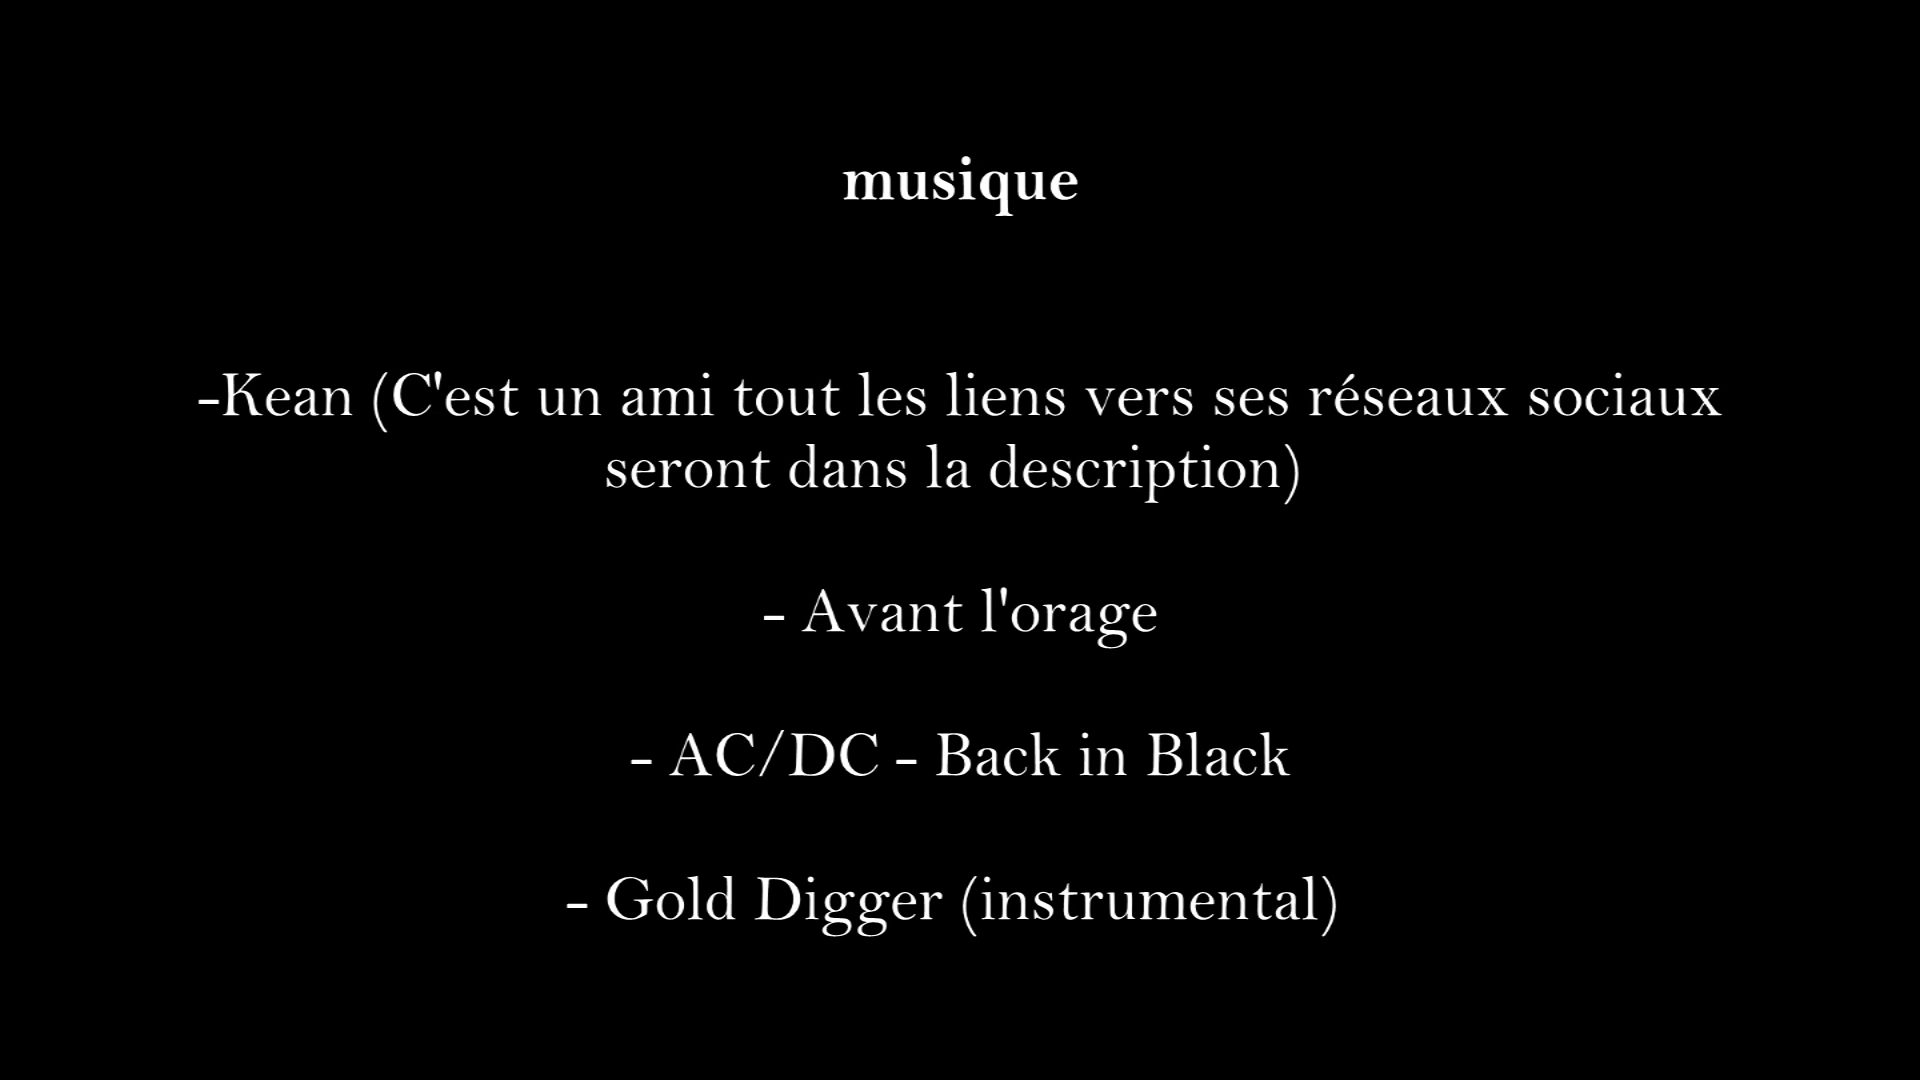 musique
-Kean (C'est un ami tout les liens vers ses réseaux sociaux
seront dans la description)
- Avant l'orage
- AC/DC - Back in Black
- Gold Digger (instrumental)